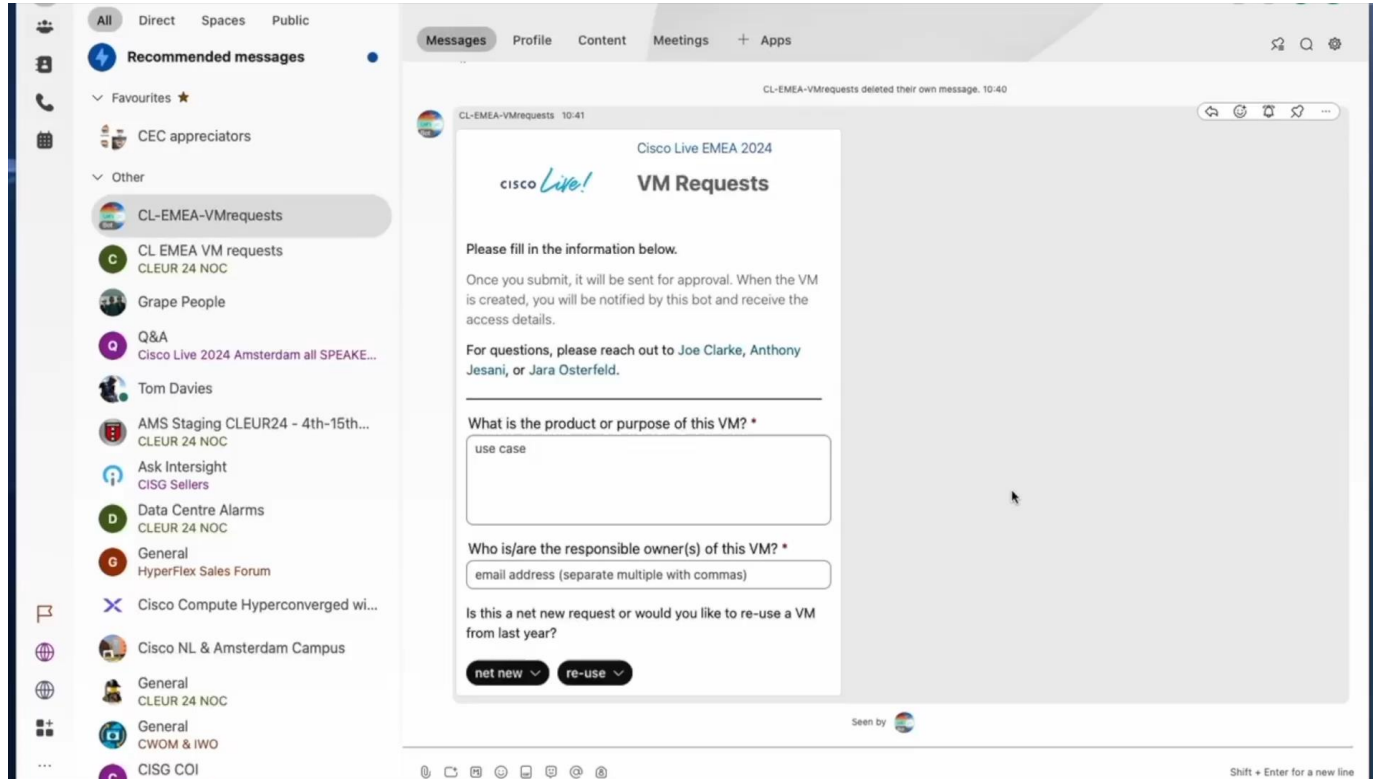 All Direct Spaces Public
Recommended messages
Favourites
CEC appreciators
Other
CL-EMEA-VMrequests
CL EMEA VM requests
CLEUR 24 NOC
Grape People
Q&A
Cisco Live 2024 Amsterdam all SPEAKE...
Tom Davies
AMS Staging CLEUR24 - 4th-15th...
CLEUR 24 NOC
Ask Intersight
CISG Sellers
Data Centre Alarms
CLEUR 24 NOC
General
HyperFlex Sales Forum
Cisco Compute Hyperconverged wi...
Cisco NL & Amsterdam Campus
General
CLEUR 24 NOC
General
CWOM & IWO
CISG COI
Messages Profile Content Meetings + Apps
CL-EMEA-VMrequests deleted their own message. 10:40
CL-EMEA-VMrequests 10:41
Cisco Live EMEA 2024
CISCO Live!
VM Requests
Please fill in the information below.
Once you submit, it will be sent for approval. When the VM
is created, you will be notified by this bot and receive the
access details.
For questions, please reach out to Joe Clarke, Anthony
Jesani, or Jara Osterfeld.
What is the product or purpose of this VM? *
use case
Who is/are the responsible owner(s) of this VM? *
email address (separate multiple with commas)
Is this a net new request or would you like to re-use a VM
from last year?
net new re-use
Seen by
Shift + Enter for a new line